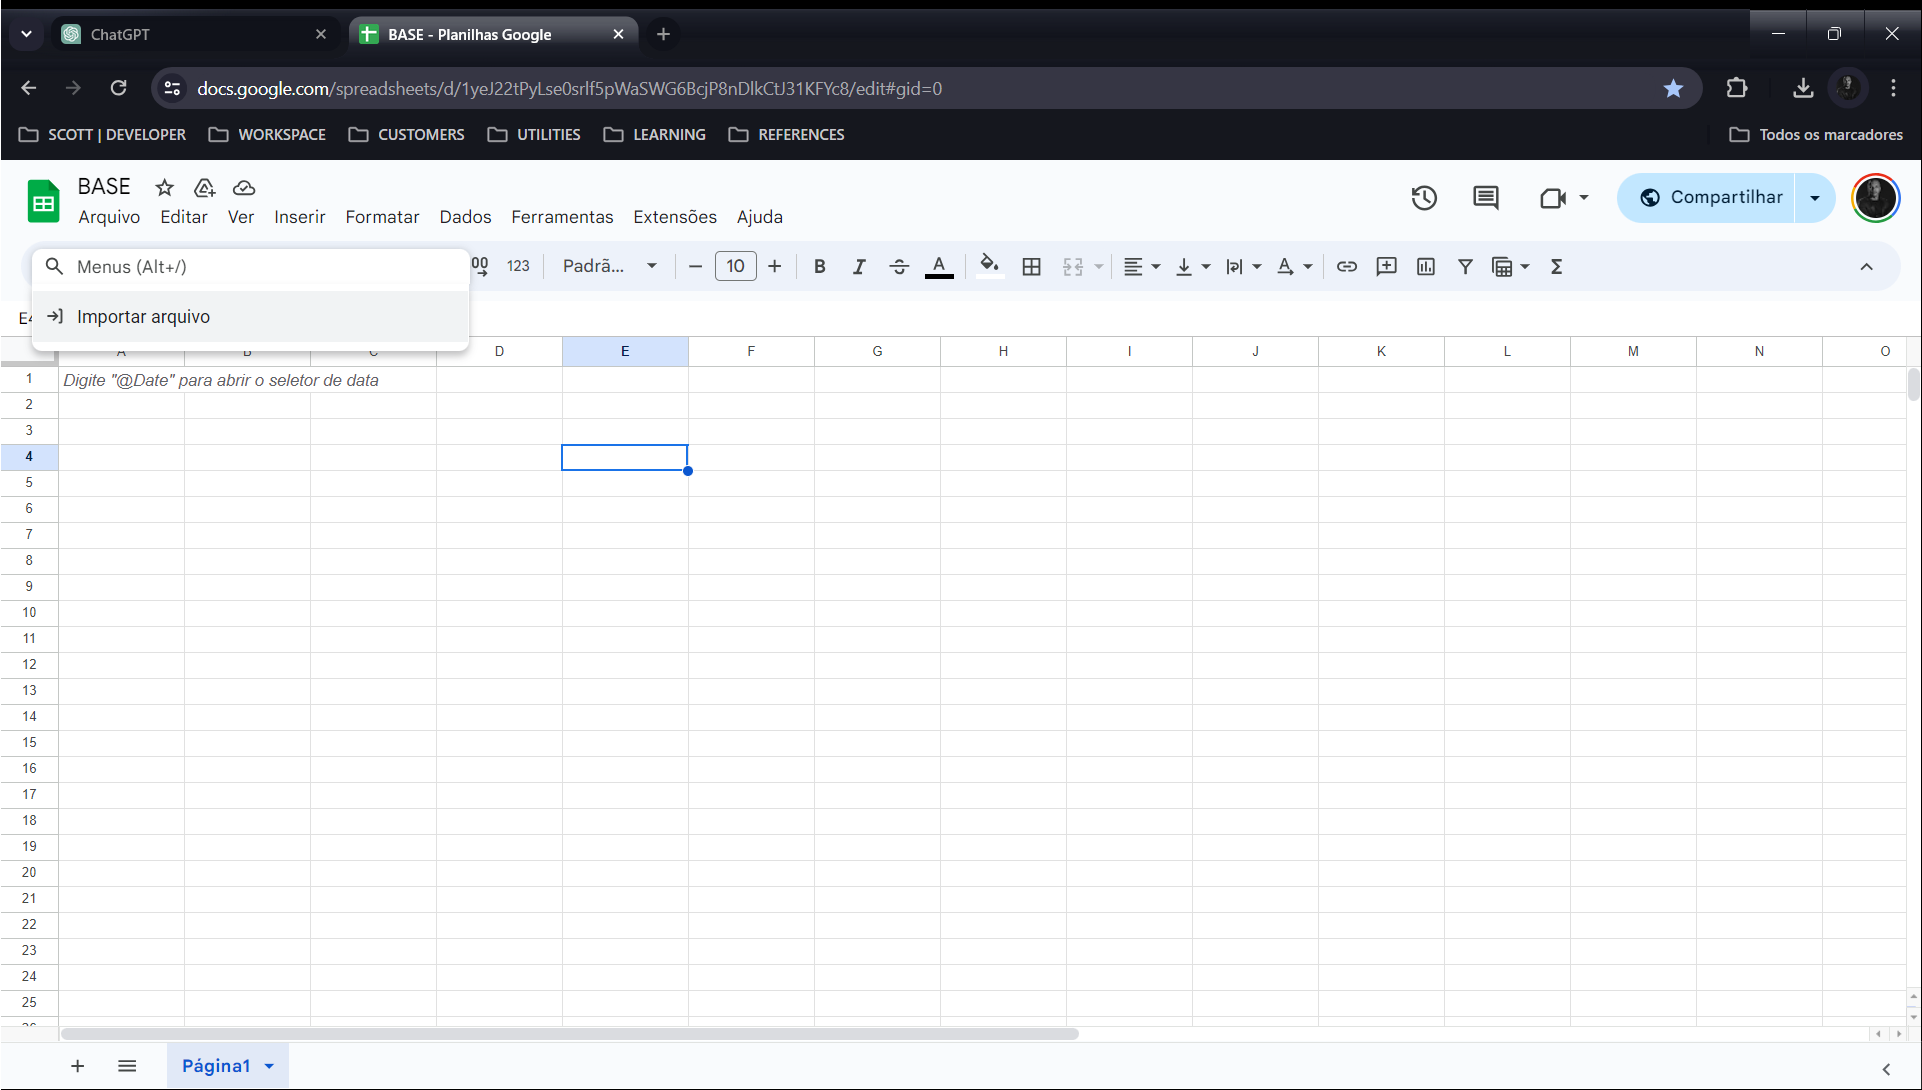 ChatGPT
BASE - Planilhas Google
docs.google.com/spreadsheets/d/1yeJ22tPyLse0srlf5pWaSWG6BcjP8nDlkCtJ31KFYc8/edit#gid=0
SCOTT | DEVELOPER WORKSPACE CUSTOMERS UTILITIES LEARNING REFERENCES Todos os marcadores
BASE
Arquivo Editar Ver Inserir Formatar Dados Ferramentas Extensões Ajuda
Compartilhar
Menus (Alt+/)
123 Padrã... 10 B I A
Importar arquivo
D E F G H I J K L M N O
1 Digite "@Date" para abrir o seletor de data
2
3
4
5
6
7
8
9
10
11
12
13
14
15
16
17
18
19
20
21
22
23
24
25
Página1